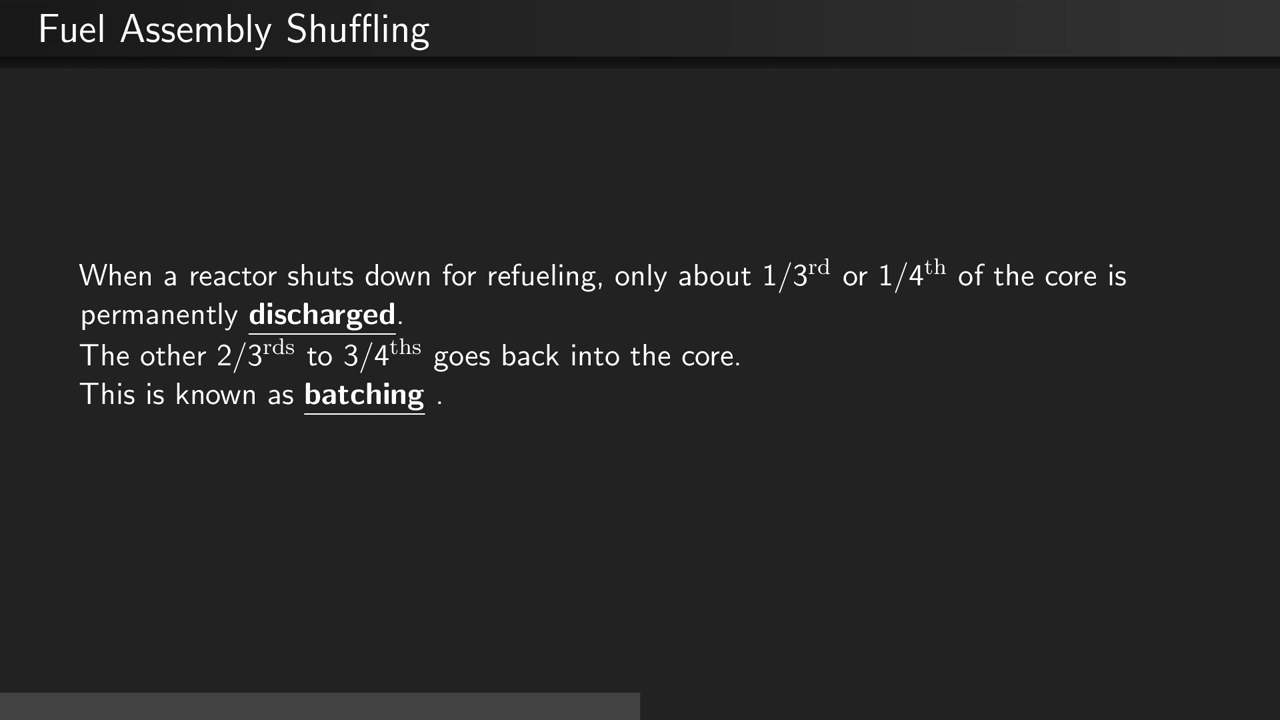 Fuel Assembly Shuffling
When a reactor shuts down for refueling, only about 1/3rd or 1/4th of the core is
permanently discharged.
The other 2/3rds to 3/4ths goes back into the core.
This is known as batching .